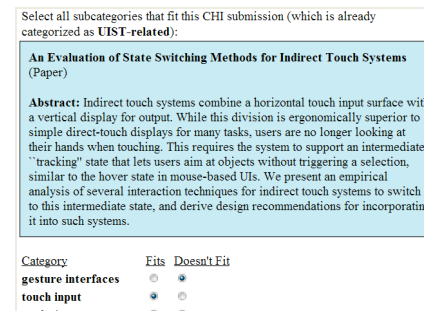 Select all subcategories that fit this CHI submission (which is already
categorized as UIST-related):
An Evaluation of State Switching Methods for Indirect Touch Systems
(Paper)
Abstract: Indirect touch systems combine a horizontal touch input surface wit
a vertical display for output. While this division is ergonomically superior to
simple direct-touch displays for many tasks, users are no longer looking at
their hands when touching. This requires the system to support an intermediate
``tracking'' state that lets users aim at objects without triggering a selection,
similar to the hover state in mouse-based UIs. We present an empirical
analysis of several interaction techniques for indirect touch systems to switch
to this intermediate state, and derive design recommendations for incorporatin
it into such systems.
Category Fits Doesn't Fit
gesture interfaces
touch input